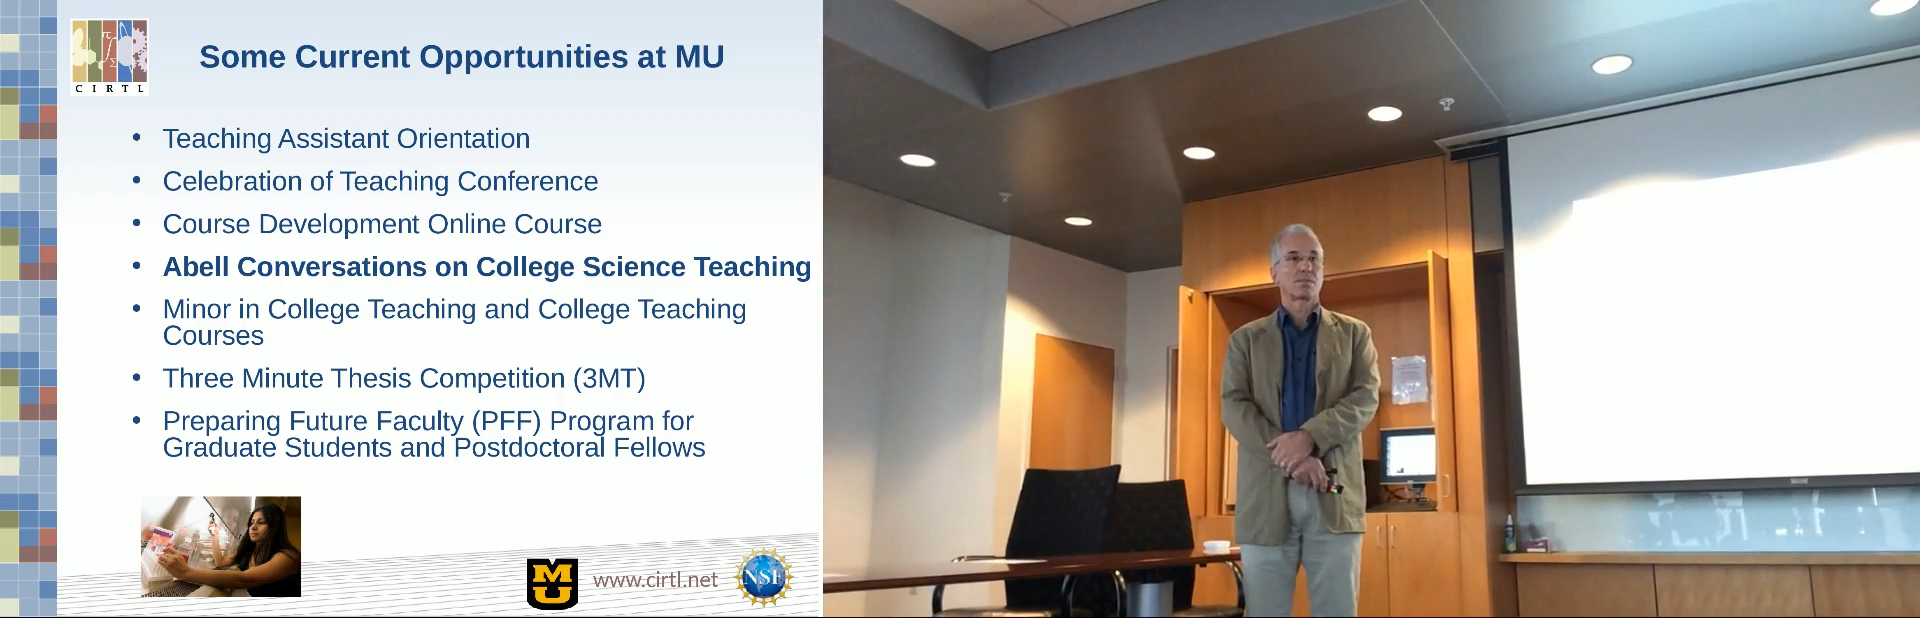 CIRTL
Some Current Opportunities at MU
• Teaching Assistant Orientation
• Celebration of Teaching Conference
• Course Development Online Course
• Abell Conversations on College Science Teaching
• Minor in College Teaching and College Teaching
Courses
• Three Minute Thesis Competition (3MT)
• Preparing Future Faculty (PFF) Program for
Graduate Students and Postdoctoral Fellows
MU
www.cirtl.net
NSF